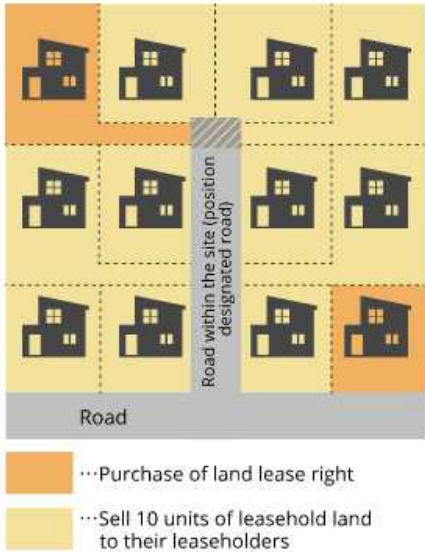 Road within the site (position
designated road)
Road
···Purchase of land lease right
···Sell 10 units of leasehold land
to their leaseholders